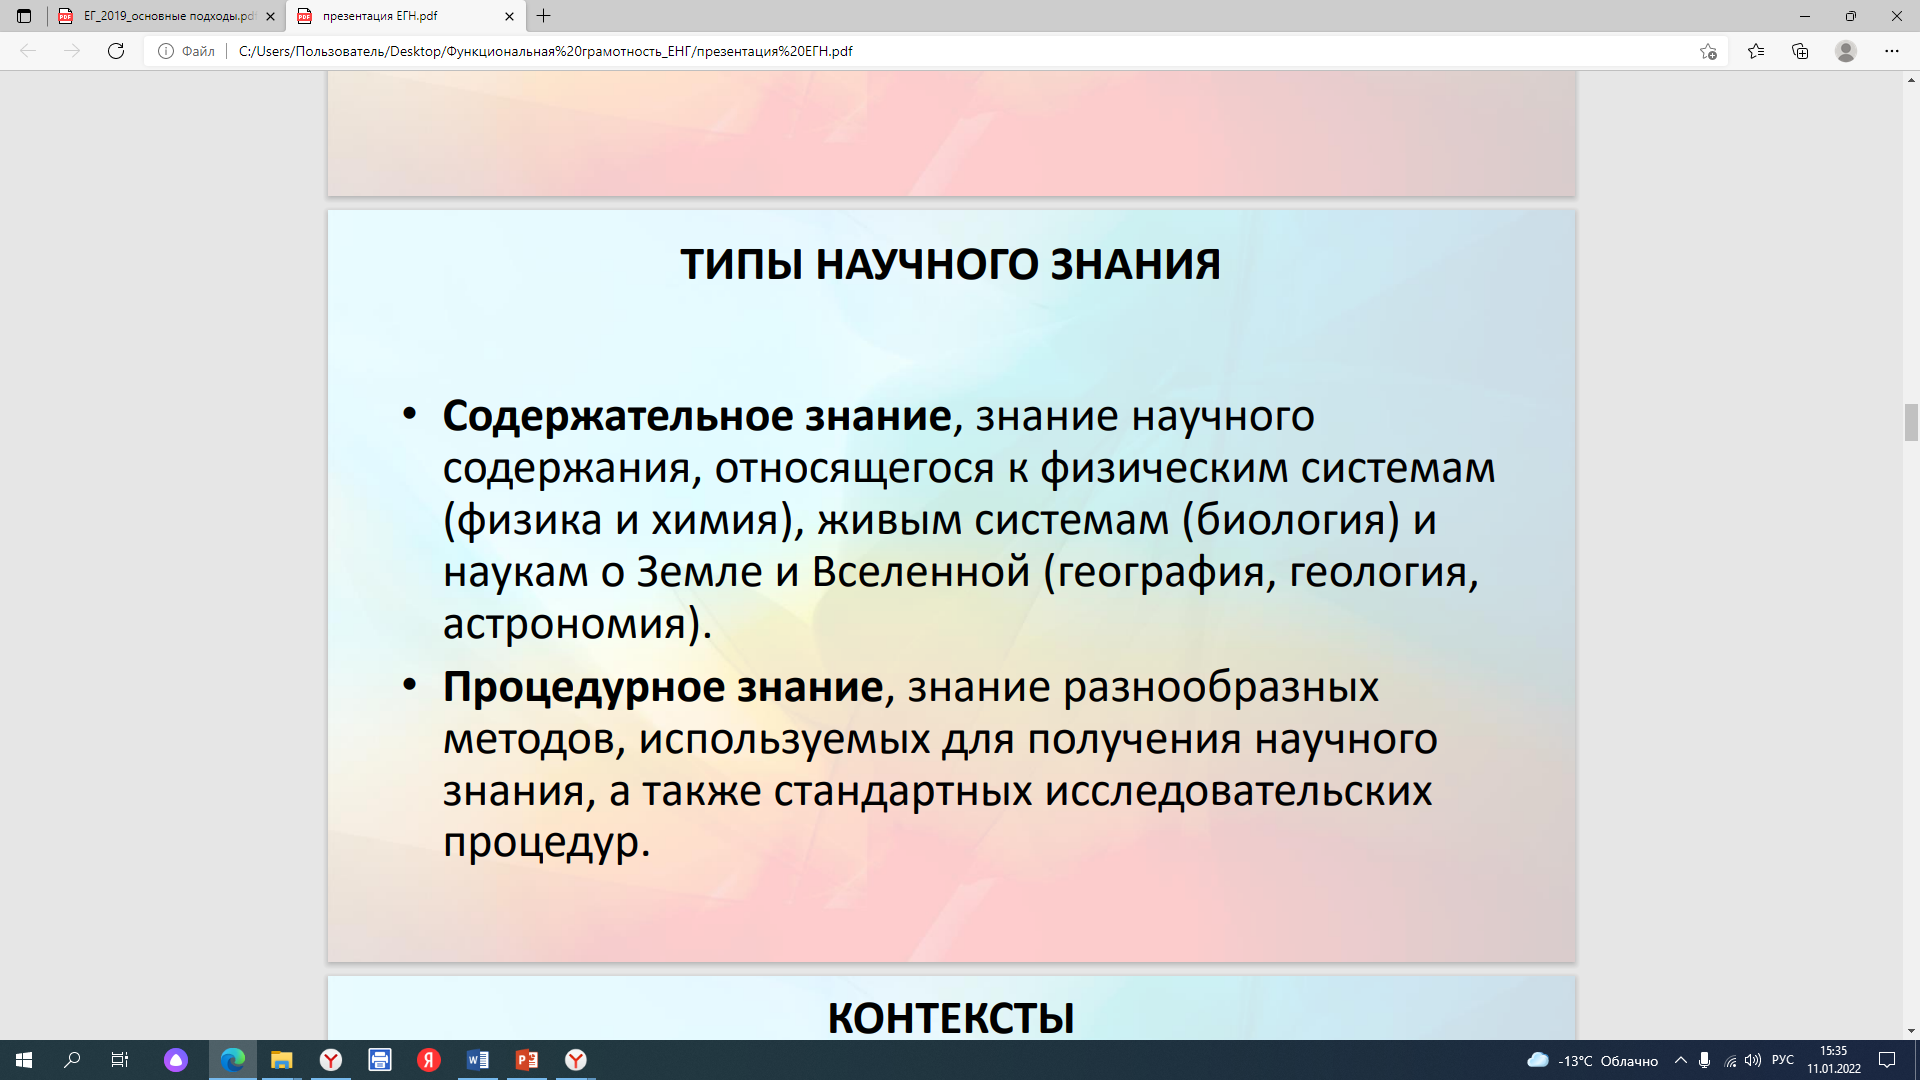 ЕГ_2019_основные подходы.pdf
презентация ЕГН.pdf
Файл
C:/Users/Пользователь/Desktop/Функциональная%20грамотность_ЕНГ/презентация%20ЕГН.pdf
ТИПЫ НАУЧНОГО ЗНАНИЯ
• Содержательное знание, знание научного
содержания, относящегося к физическим системам
(физика и химия), живым системам (биология) и
наукам о Земле и Вселенной (география, геология,
астрономия).
• Процедурное знание, знание разнообразных
методов, используемых для получения научного
знания, а также стандартных исследовательских
процедур.
КОНТЕКСТЫ
-13°C Облачно
РУС
15:35
11.01.2022